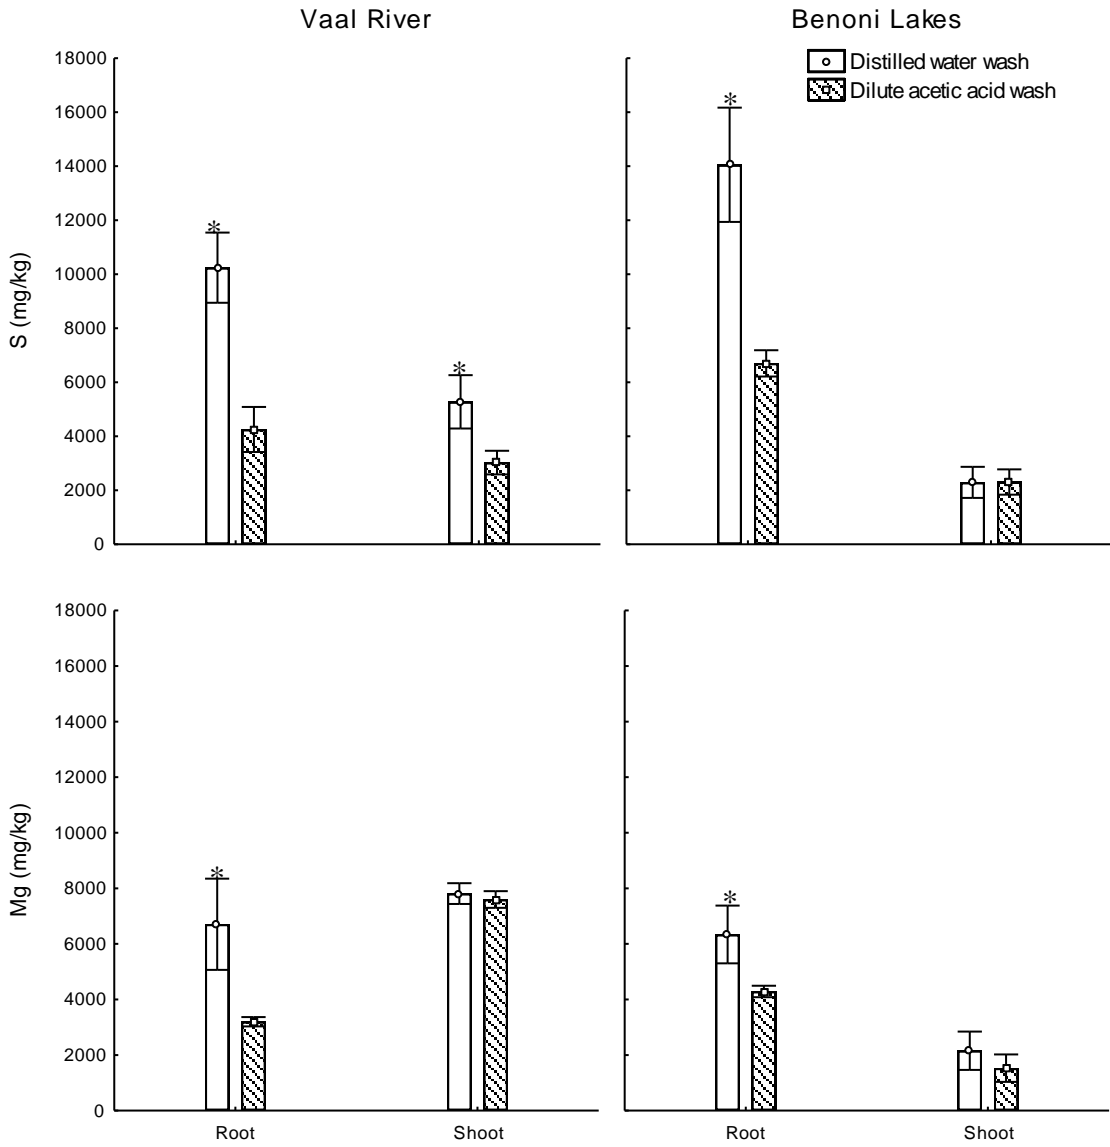 Vaal River
Benoni Lakes
Distilled water wash
Dilute acetic acid wash
S (mg/kg)
18000
16000
14000
12000
10000
8000
6000
4000
2000
0
*
*
*
Mg (mg/kg)
18000
16000
14000
12000
10000
8000
6000
4000
2000
0
*
*
Root
Shoot
Root
Shoot